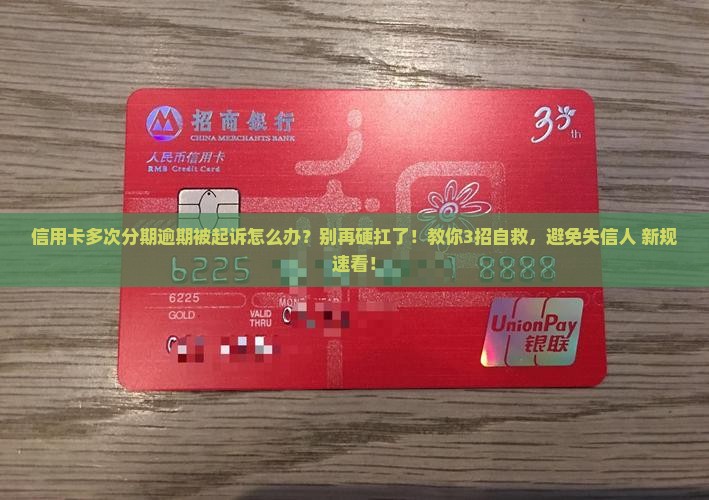 招商银行
CHINA MERCHANTS BANK
人民币信用卡
RMB Credit Card
30th
信用卡多次分期逾期被起诉怎么办?别再硬扛了!教你3招自救，避免失信人 新规
速看!
6225 8888
6225
MONTH YEAR
GOLD
VALID
THRU
UnionPay
银联